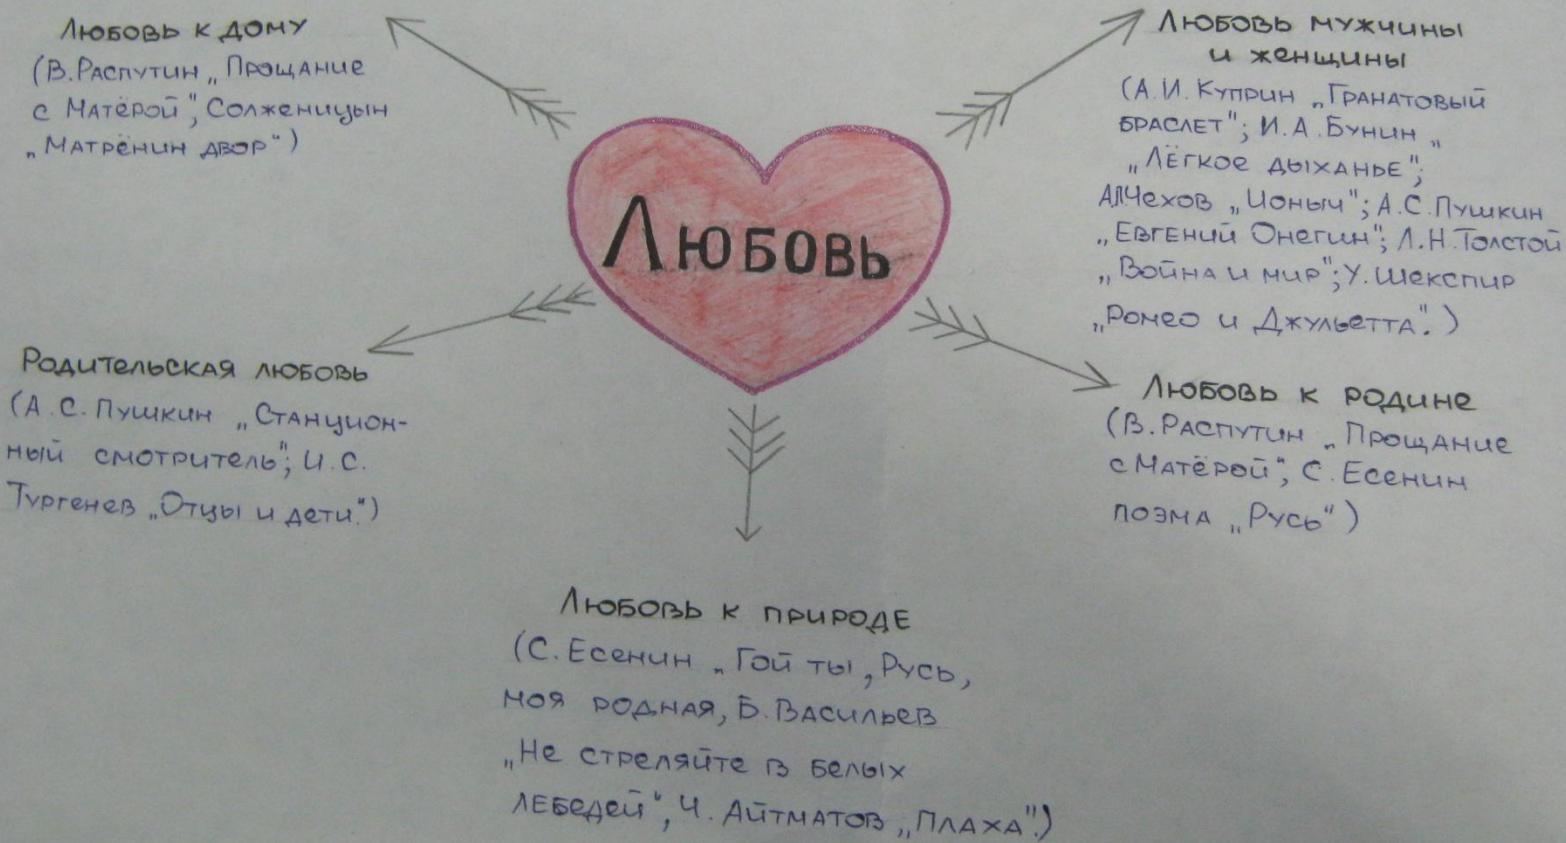 Любовь
Любовь к дому
(В. Распутин „Прощание
с Матёрой", Солженицын
„Матрёнин двор")
Любовь мужчины
и женщины
(А.И. Куприн „Гранатовый
браслет"; И.А. Бунин „
„Лёгкое дыханье";
А.П.Чехов „Ионыч"; А.С. Пушкин
„Евгений Онегин"; Л.Н. Толстой
„Война и мир"; У. Шекспир
„Ромео и Джульетта".)
Родительская любовь
(А.С. Пушкин „Станцион-
ный смотритель"; И.С.
Тургенев „Отцы и дети".)
Любовь к родине
(В. Распутин „Прощание
с Матёрой", С. Есенин
поэма „Русь")
Любовь к природе
(С. Есенин „Гой ты, Русь,
моя родная, Б. Васильев
„Не стреляйте в белых
лебедей", Ч. Айтматов „Плаха".)